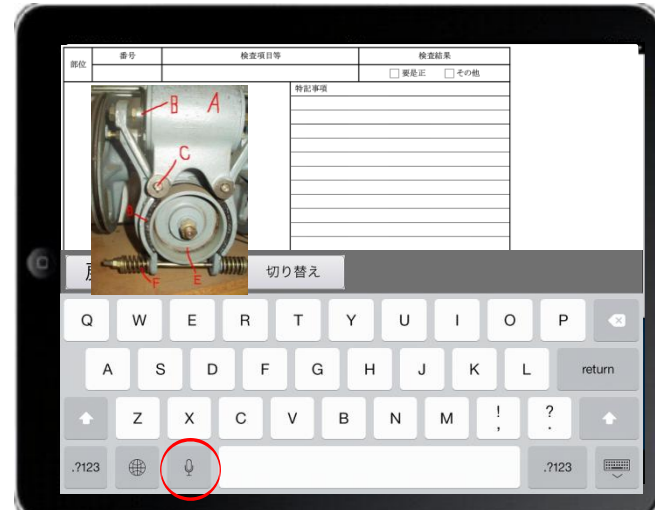 部位 番号 検査項目等 検査結果
□ 要是正 □ その他
特記事項
B A
C
E
F
切り替え
Q W E R T Y U I O P
A S D F G H J K L return
Z X C V B N M ! , ? .
.?123 .?123